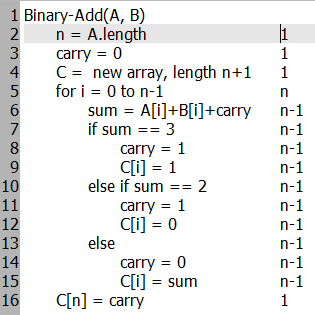 1 Binary-Add(A, B)
2 n = A.length 1
3 carry = 0 1
4 C = new array, length n+1 1
5 for i = 0 to n-1 n
6 sum = A[i]+B[i]+carry n-1
7 if sum == 3 n-1
8 carry = 1 n-1
9 C[i] = 1 n-1
10 else if sum == 2 n-1
11 carry = 1 n-1
12 C[i] = 0 n-1
13 else n-1
14 carry = 0 n-1
15 C[i] = sum n-1
16 C[n] = carry 1